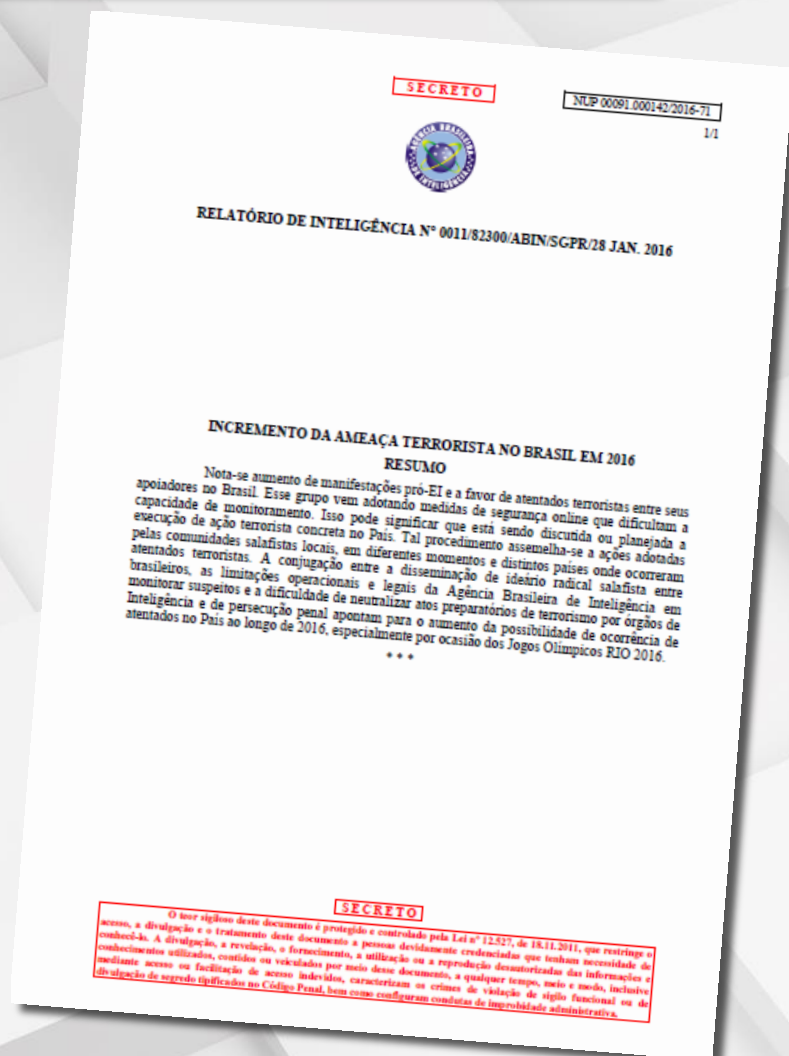 SECRETO
NUP 00091.000142/2016-71
1/1
AGÊNCIA BRASILEIRA
DE INTELIGÊNCIA
RELATÓRIO DE INTELIGÊNCIA Nº 0011/82300/ABIN/SGPR/28 JAN. 2016
INCREMENTO DA AMEAÇA TERRORISTA NO BRASIL EM 2016
RESUMO
Nota-se aumento de manifestações pró-EI e a favor de atentados terroristas entre seus
apoiadores no Brasil. Esse grupo vem adotando medidas de segurança online que dificultam a
capacidade de monitoramento. Isso pode significar que está sendo discutida ou planejada a
execução de ação terrorista concreta no País. Tal procedimento assemelha-se a ações adotadas
pelas comunidades salafistas locais, em diferentes momentos e distintos países onde ocorreram
atentados terroristas. A conjugação entre a disseminação de ideário radical salafista entre
brasileiros, as limitações operacionais e legais da Agência Brasileira de Inteligência em
monitorar suspeitos e a dificuldade de neutralizar atos preparatórios de terrorismo por órgãos de
Inteligência e de persecução penal apontam para o aumento da possibilidade de ocorrência de
atentados no País ao longo de 2016, especialmente por ocasião dos Jogos Olímpicos RIO 2016.
* * *
SECRETO
O teor sigiloso deste documento é protegido e controlado pela Lei nº 12.527, de 18.11.2011, que restringe o
acesso, a divulgação e o tratamento deste documento a pessoas devidamente credenciadas que tenham necessidade de
conhecê-lo. A divulgação, a revelação, o fornecimento, a utilização ou a reprodução desautorizadas das informações e
conhecimentos utilizados, contidos ou veiculados por meio desse documento, a qualquer tempo, meio e modo, inclusive
mediante acesso ou facilitação de acesso indevidos, caracterizam os crimes de violação de sigilo funcional ou de
divulgação de segredo tipificados no Código Penal, bem como configuram condutas de improbidade administrativa.